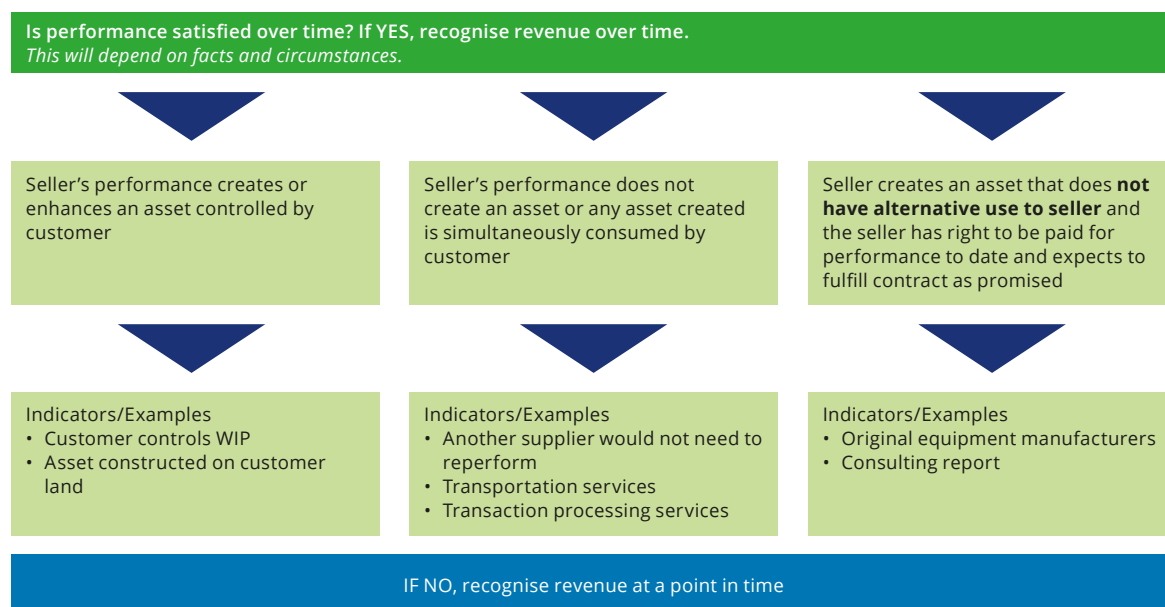 Is performance satisfied over time? If YES, recognise revenue over time.
This will depend on facts and circumstances.
Seller's performance creates or
enhances an asset controlled by
customer
Seller's performance does not
create an asset or any asset created
is simultaneously consumed by
customer
Seller creates an asset that does not
have alternative use to seller and
the seller has right to be paid for
performance to date and expects to
fulfill contract as promised
Indicators/Examples
• Customer controls WIP
• Asset constructed on customer
land
Indicators/Examples
• Another supplier would not need to
reperform
• Transportation services
• Transaction processing services
Indicators/Examples
• Original equipment manufacturers
• Consulting report
IF NO, recognise revenue at a point in time